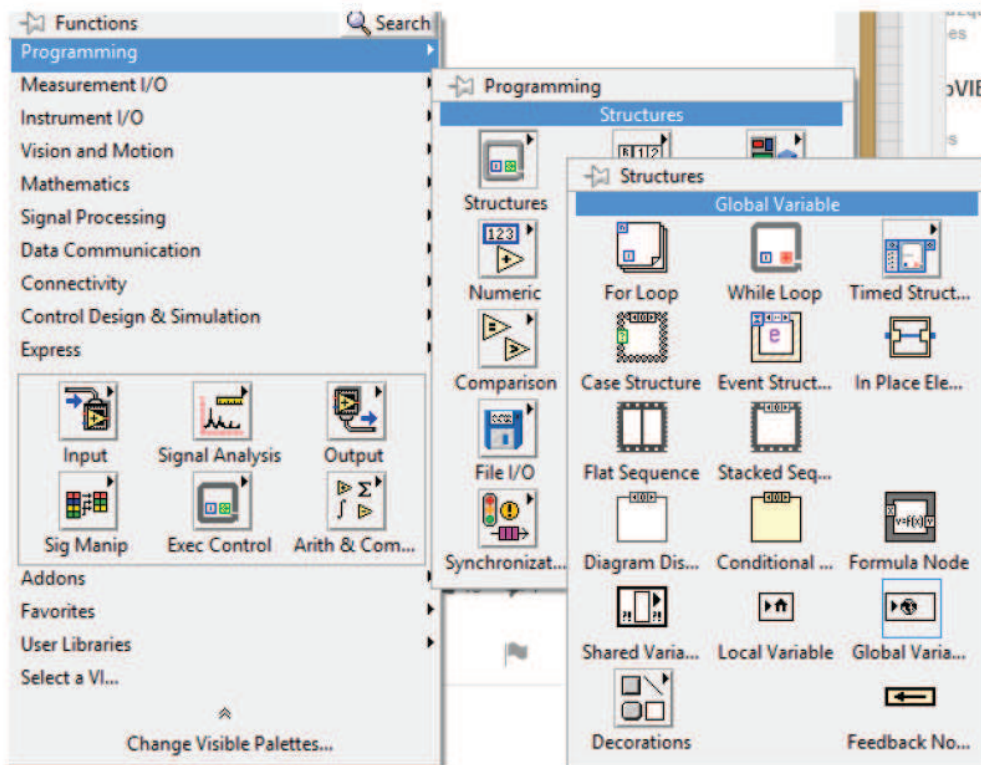 Functions
Search
Programming
Measurement I/O
Instrument I/O
Vision and Motion
Mathematics
Signal Processing
Data Communication
Connectivity
Control Design & Simulation
Express
Input Signal Analysis Output
Sig Manip Exec Control Arith & Com...
Addons
Favorites
User Libraries
Select a VI...
Change Visible Palettes...
Programming
Structures
Structures
123
Numeric
Comparison
File I/O
Synchronizat...
Structures
Global Variable
For Loop While Loop Timed Struct...
Case Structure Event Struct... In Place Ele...
Flat Sequence Stacked Seq...
Diagram Dis... Conditional ... Formula Node
Shared Varia... Local Variable Global Varia...
Decorations Feedback No...